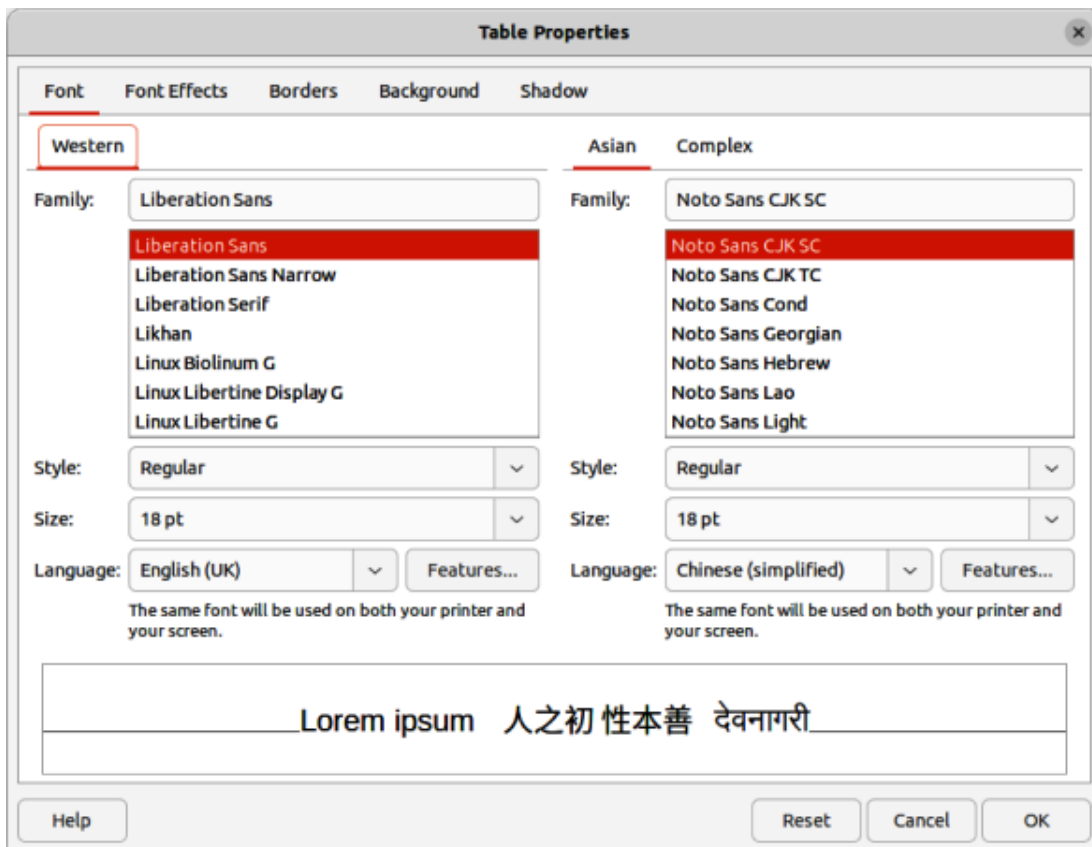 Table Properties
Font Font Effects Borders Background Shadow
Western
Family: Liberation Sans
Liberation Sans
Liberation Sans Narrow
Liberation Serif
Likhan
Linux Biolinum G
Linux Libertine Display G
Linux Libertine G
Style: Regular
Size: 18 pt
Language: English (UK) Features...
The same font will be used on both your printer and
your screen.
Asian Complex
Family: Noto Sans CJK SC
Noto Sans CJK SC
Noto Sans CJK TC
Noto Sans Cond
Noto Sans Georgian
Noto Sans Hebrew
Noto Sans Lao
Noto Sans Light
Style: Regular
Size: 18 pt
Language: Chinese (simplified) Features...
The same font will be used on both your printer and
your screen.
Lorem ipsum 人之初 性本善 देवनागरी
Help Reset Cancel OK